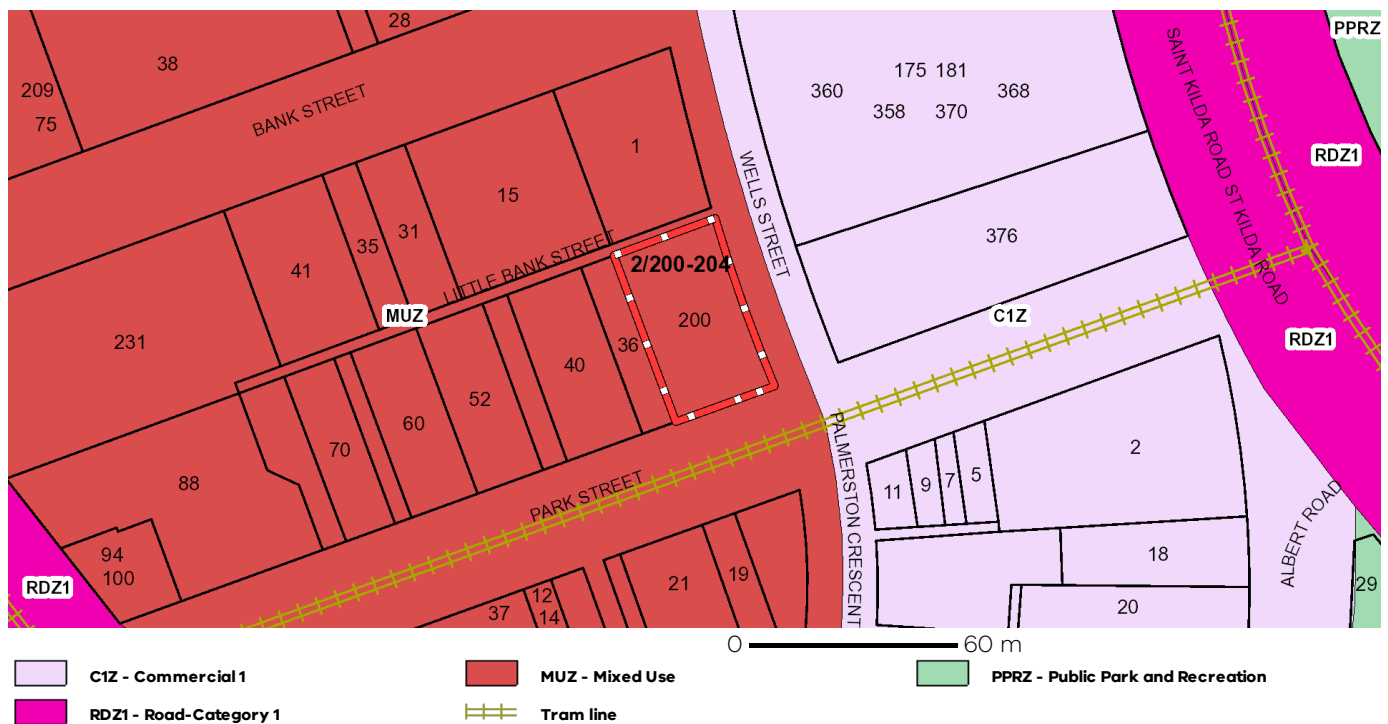 28
PPRZ
38
175 181
360
368
209
358
370
75
BANK STREET
SAINT KILDA ROAD ST KILDA ROAD
1
RDZ1
WELLS STREET
15
31
35
376
41
LITTLE BANK STREET
2/200-204
MUZ
200
C1Z
231
36
RDZ1
40
52
60
PALMERSTON CRESCENT
70
2
88
11
9
7
5
PARK STREET
ALBERT ROAD
94
100
18
19
21
RDZ1
29
12
14
37
20
0
60 m
C1Z - Commercial 1
MUZ - Mixed Use
PPRZ - Public Park and Recreation
RDZ1 - Road-Category 1
Tram line